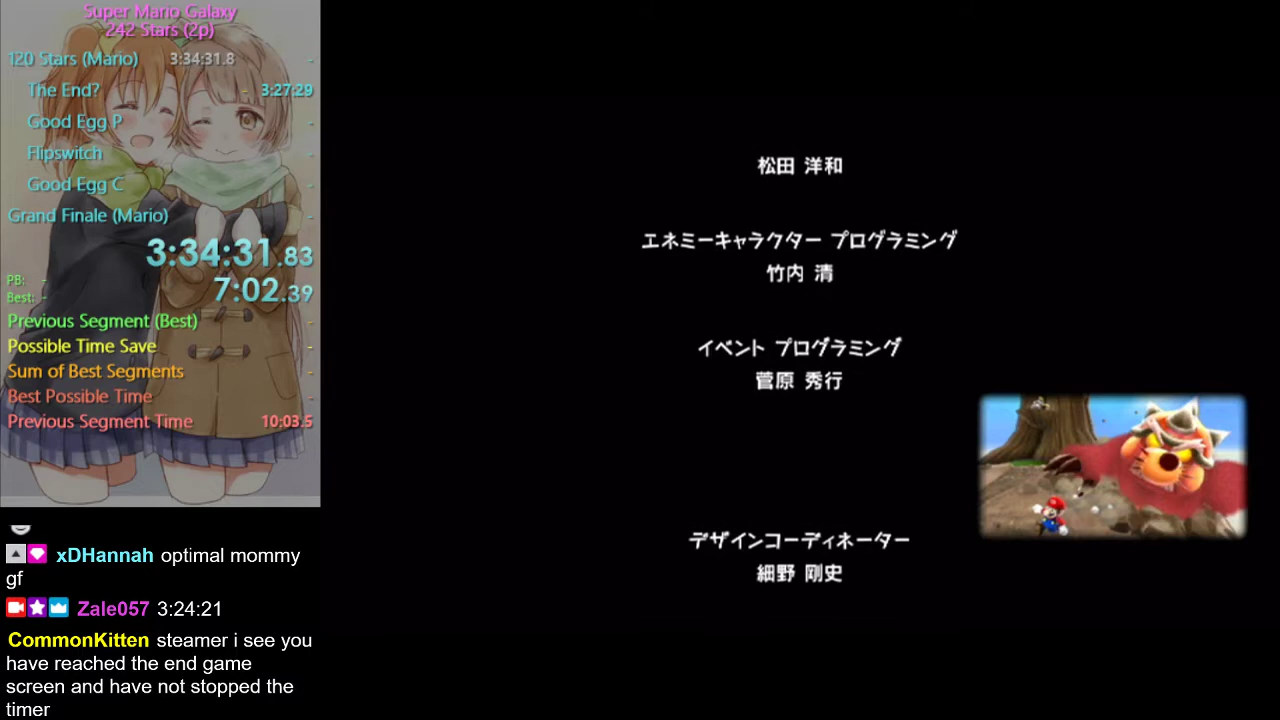 Super Mario Galaxy
242 Stars (2p)
120 Stars (Mario) 3:34:31.8 -
The End? - 3:27:29
Good Egg P -
Flipswitch -
Good Egg C -
Grand Finale (Mario) -
3:34:31.83
PB: - 7:02.39
Best: -
Previous Segment (Best) -
Possible Time Save -
Sum of Best Segments -
Best Possible Time -
Previous Segment Time 10:03.5
xDHannah optimal mommy
gf
Zale057 3:24:21
CommonKitten steamer i see you
have reached the end game
screen and have not stopped the
timer
松田 洋和
エネミーキャラクター プログラミング
竹内 清
イベント プログラミング
菅原 秀行
デザインコーディネーター
細野 剛史